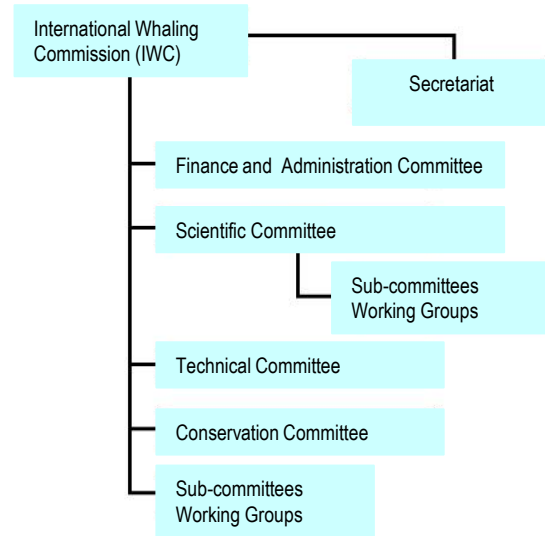 International Whaling
Commission (IWC)
Secretariat
Finance and Administration Committee
Scientific Committee
Sub-committees
Working Groups
Technical Committee
Conservation Committee
Sub-committees
Working Groups